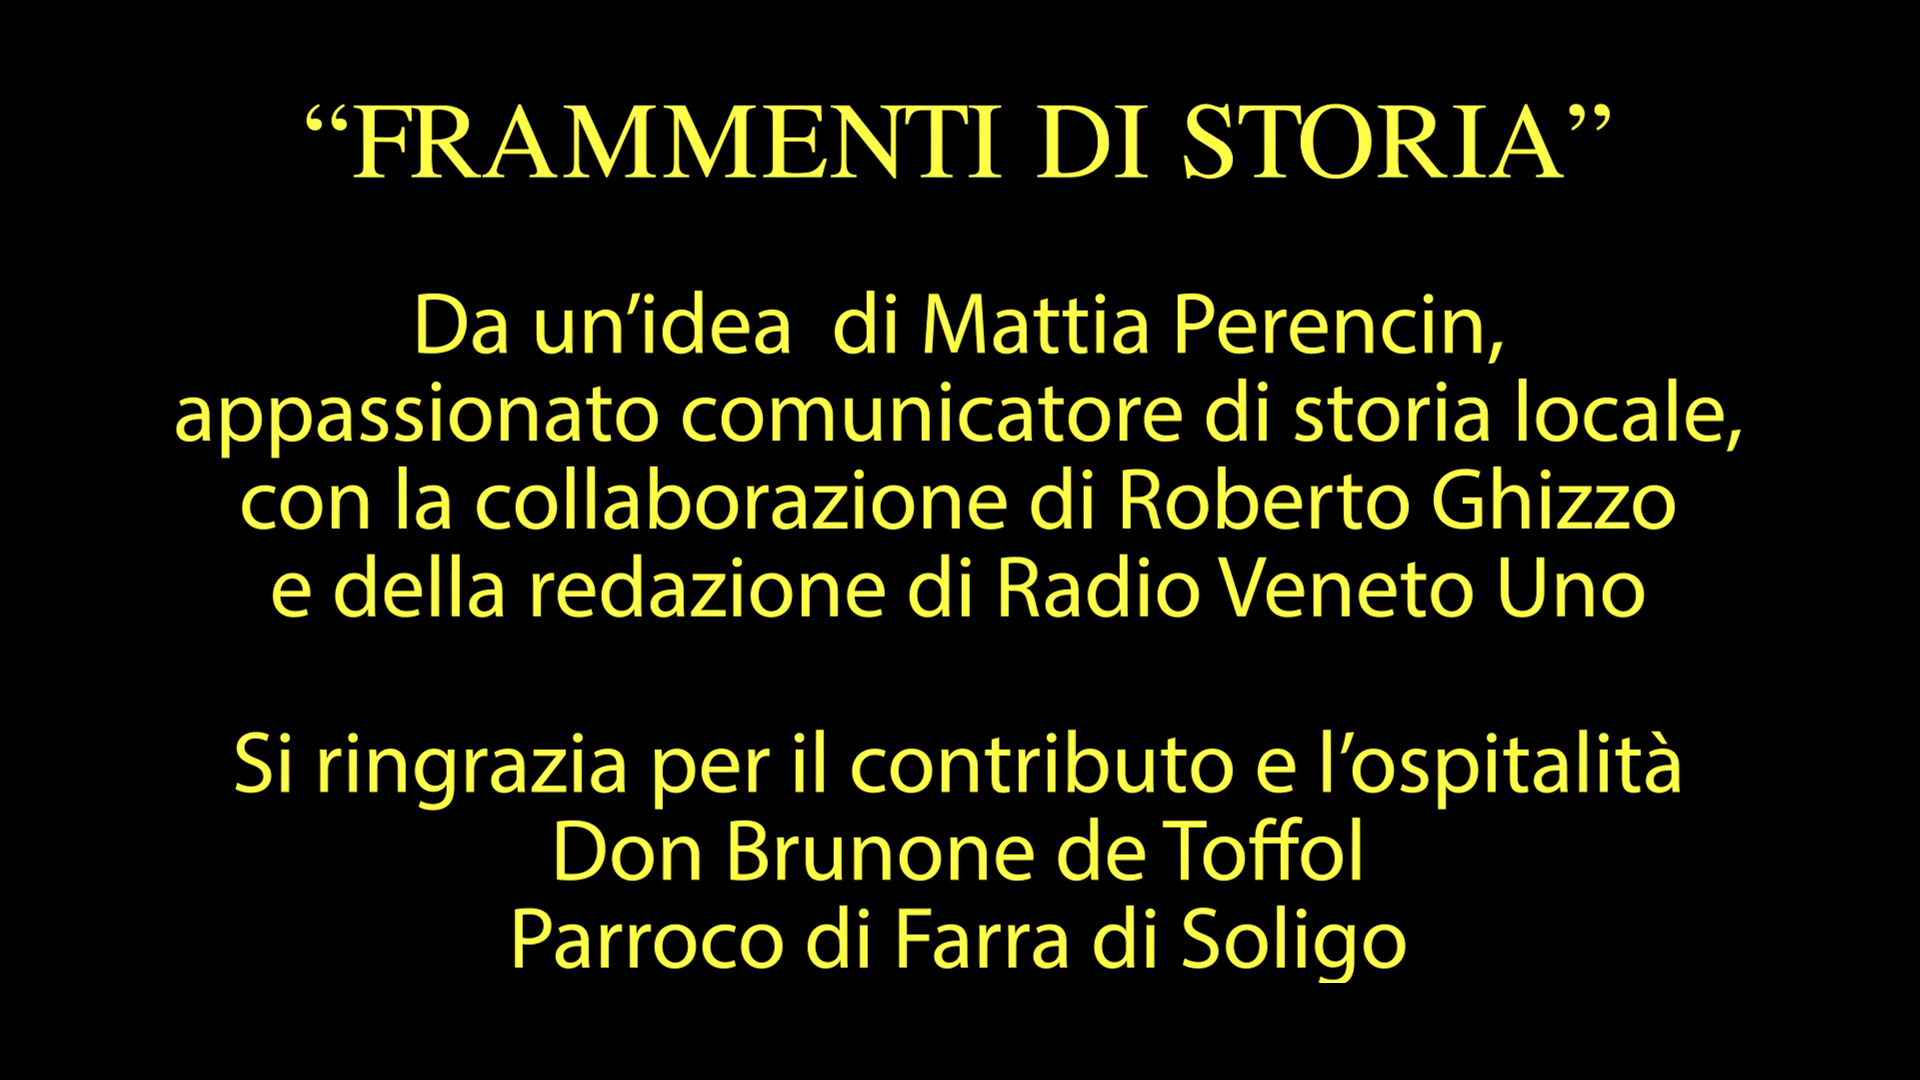 “FRAMMENTI DI STORIA”
Da un’idea  di Mattia Perencin,
appassionato comunicatore di storia locale,
con la collaborazione di Roberto Ghizzo
e della redazione di Radio Veneto Uno
Si ringrazia per il contributo e l’ospitalità
Don Brunone de Toffol
Parroco di Farra di Soligo